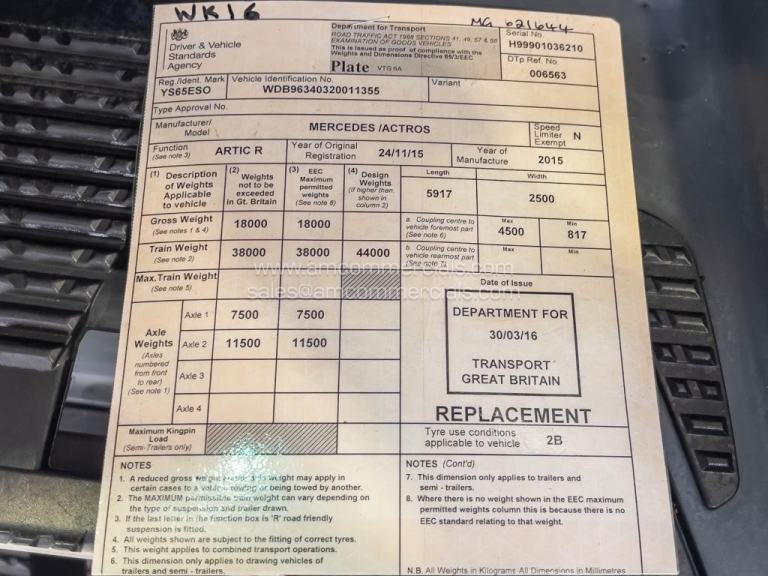 WK16
MG 621644
Driver & Vehicle
Standards
Agency
Department for Transport
ROAD TRAFFIC ACT 1988 SECTIONS 41, 49, 57 & 58
EXAMINATION OF GOODS VEHICLES
This is issued as proof of compliance with the
Weights and Dimensions Directive
Plate VTG 6A
Serial No.
H99901036210
DTp Ref. No
006563
Reg./Ident. Mark
YS65ESO
Vehicle Identification No.
WDB96340320011355
Variant
Type Approval No.
Manufacturer/
Model
MERCEDES /ACTROS
Speed
Limiter N
Exempt
Function
(See note 3)
ARTIC R
Year of Original
Registration 24/11/15
Year of
Manufacture 2015
(1) Description
of Weights
Applicable
to vehicle
(2) Weights
not to be
exceeded
in Gt. Britain
(3) EEC
Maximum
permitted
weights
(See note 8)
(4) Design
Weights
(if higher than
shown in
column 2)
Length
5917
Width
2500
Gross Weight
(See notes 1 & 4)
18000 18000
a. Coupling centre to
vehicle foremost part
(See note 6)
Max
4500
Min
817
Train Weight
(See note 2)
38000 38000 44000
b. Coupling centre to
vehicle rearmost part
(See note 7)
Max Min
www.amcommercials.com
sales@amcommercials.com
Max. Train Weight
(See note 5)
Date of Issue
DEPARTMENT FOR
30/03/16
TRANSPORT
GREAT BRITAIN
Axle
Weights
(Axles
numbered
from front
to rear)
(See note 1)
Axle 1 7500 7500
Axle 2 11500 11500
Axle 3
Axle 4
REPLACEMENT
Maximum Kingpin
Load
(Semi-Trailers only)
Tyre use conditions
applicable to vehicle 2B
NOTES
1. A reduced gross weight may apply in
certain cases to a vehicle towing or being towed by another.
2. The MAXIMUM permissible train weight can vary depending on
the type of suspension and trailer drawn.
3. If the last letter in the function box is 'R' road friendly
suspension is fitted.
4. All weights shown are subject to the fitting of correct tyres.
5. This weight applies to combined transport operations.
6. This dimension only applies to drawing vehicles of
trailers and semi - trailers.
NOTES (Cont'd)
7. This dimension only applies to trailers and
semi - trailers.
8. Where there is no weight shown in the EEC maximum
permitted weights column this is because there is no
EEC standard relating to that weight.
N.B. All Weights in Kilograms All Dimensions in Millimetres